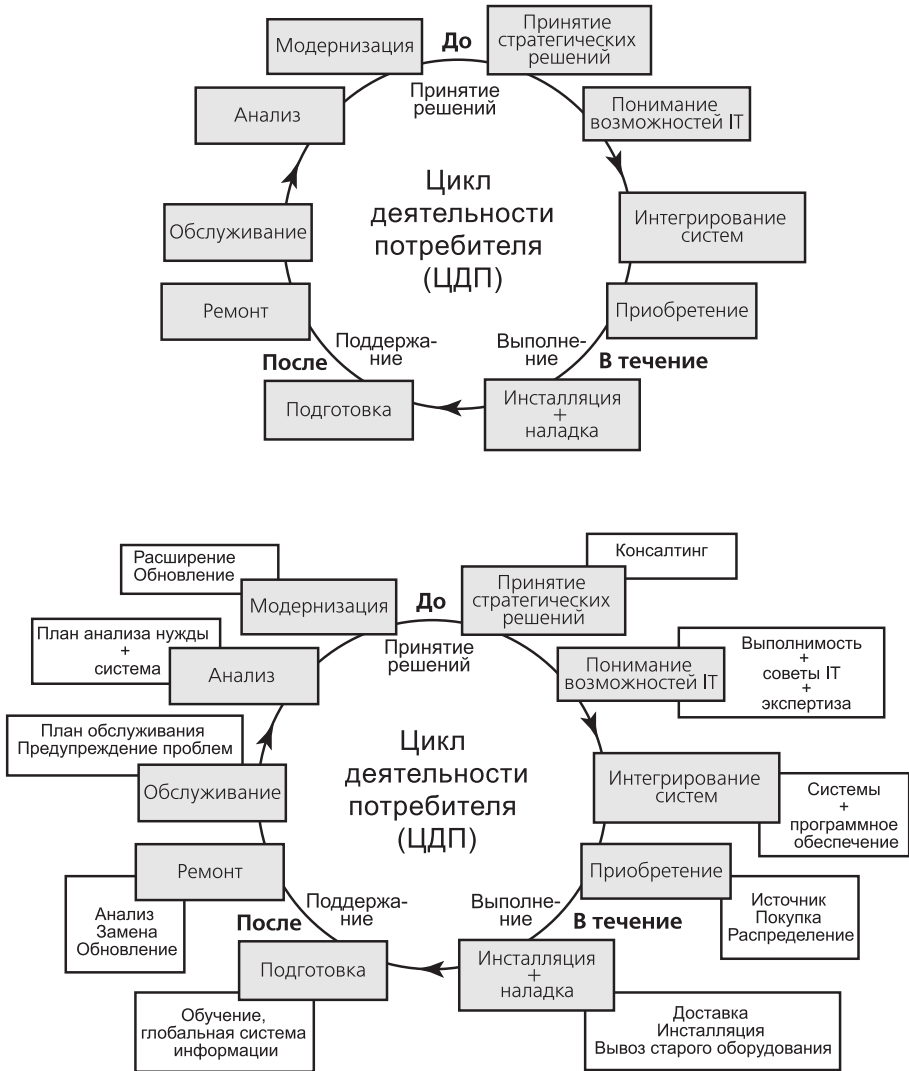 До
Модернизация
Принятие
стратегических
решений
Принятие
решений
Анализ
Понимание
возможностей IT
Цикл
деятельности
потребителя
(ЦДП)
Обслуживание
Интегрирование
систем
Ремонт
Приобретение
После
Поддержа-
ние
Выполне-
ние
В течение
Подготовка
Инсталляция
+
наладка
Расширение
Обновление
Модернизация
До
Принятие
стратегических
решений
Консалтинг
Принятие
решений
План анализа нужды
+
система
Анализ
Понимание
возможностей IT
Выполнимость
+
советы IT
+
экспертиза
План обслуживания
Предупреждение проблем
Обслуживание
Цикл
деятельности
потребителя
(ЦДП)
Интегрирование
систем
Системы
+
программное
обеспечение
Ремонт
Анализ
Замена
Обновление
Приобретение
Источник
Покупка
Распределение
После
Поддержа-
ние
Выполне-
ние
В течение
Подготовка
Обучение,
глобальная система
информации
Инсталляция
+
наладка
Доставка
Инсталляция
Вывоз старого оборудования